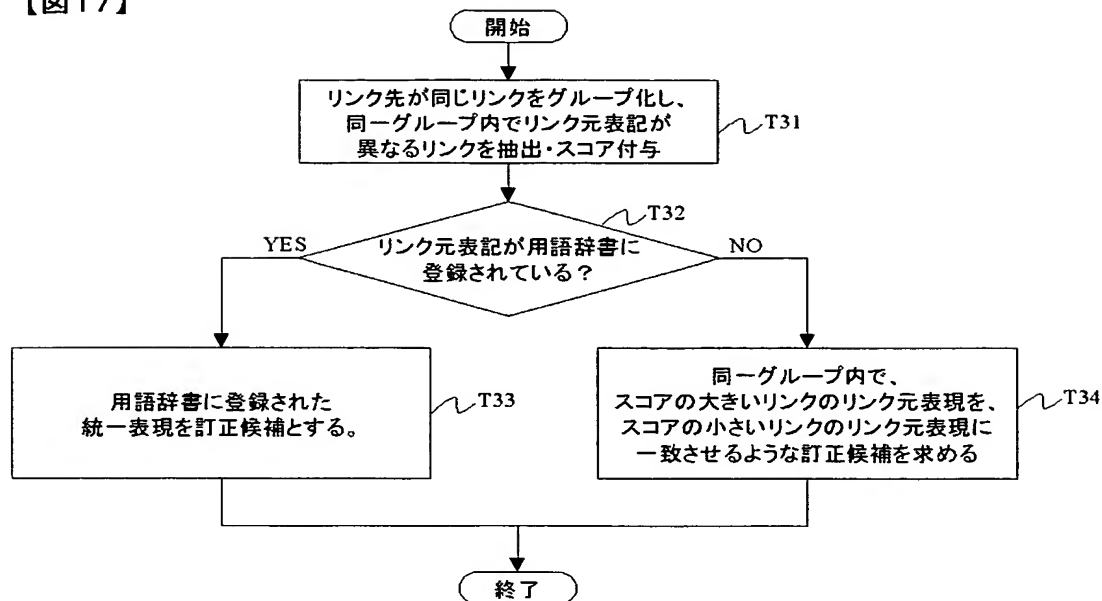 【図17】
開始
リンク先が同じリンクをグループ化し、
同一グループ内でリンク元表記が
異なるリンクを抽出・スコア付与
T31
T32
YES
リンク元表記が用語辞書に
登録されている？
NO
用語辞書に登録された
統一表現を訂正候補とする。
T33
同一グループ内で、
スコアの大きいリンクのリンク元表現を、
スコアの小さいリンクのリンク元表現に
一致させるような訂正候補を求める
T34
終了